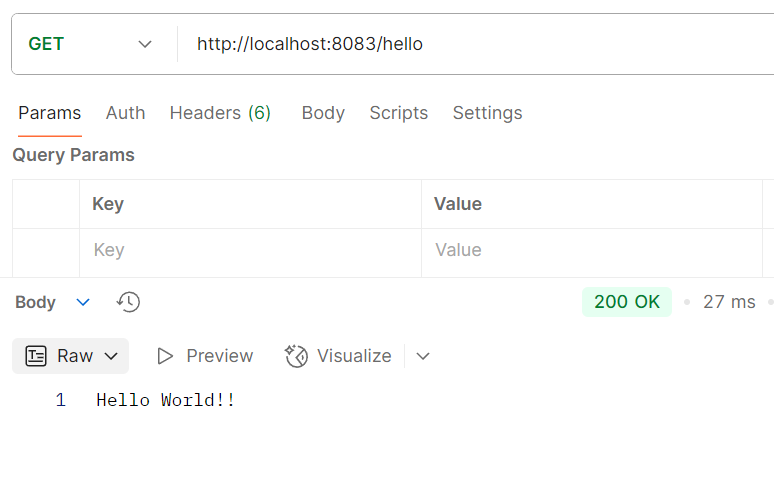 GET http://localhost:8083/hello
Params Auth Headers (6) Body Scripts Settings
Query Params
Key Value
Key Value
Body 200 OK 27 ms
Raw Preview Visualize
1 Hello World!!